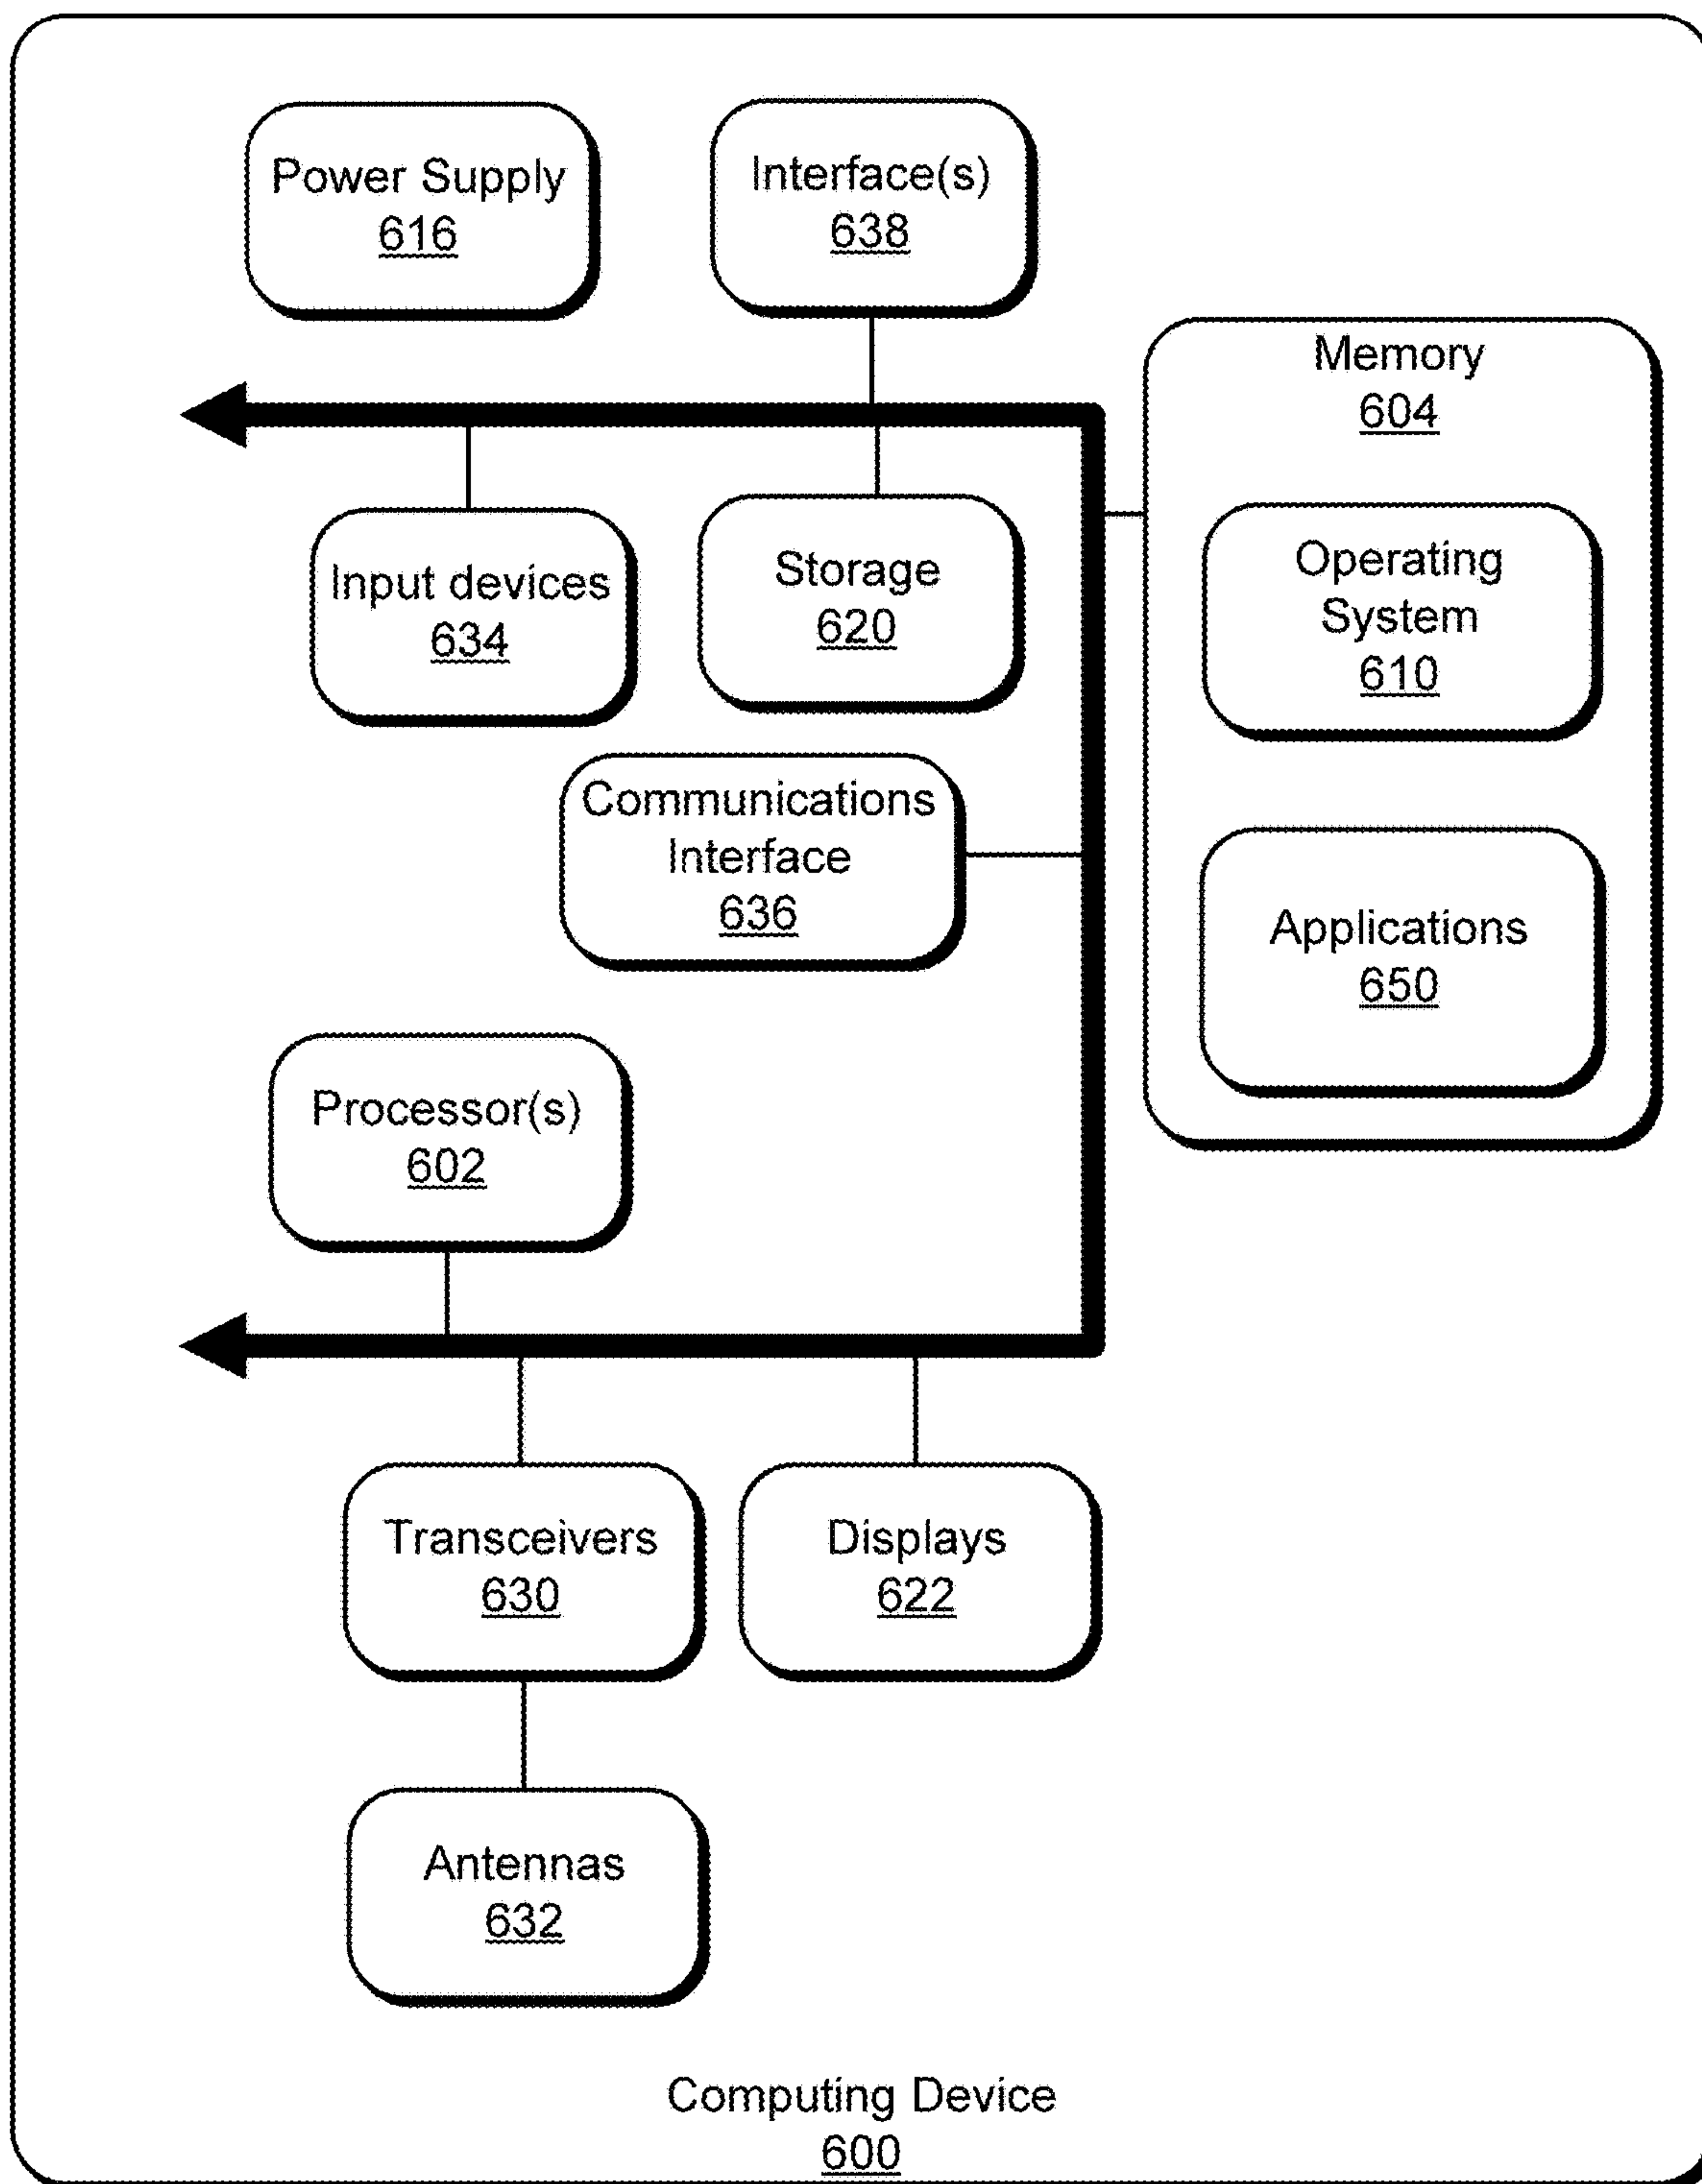 Power Supply
616
Interface(s)
638
Memory
604
Input devices
634
Storage
620
Operating
System
610
Communications
Interface
636
Applications
650
Processor(s)
602
Transceivers
630
Displays
622
Antennas
632
Computing Device
600